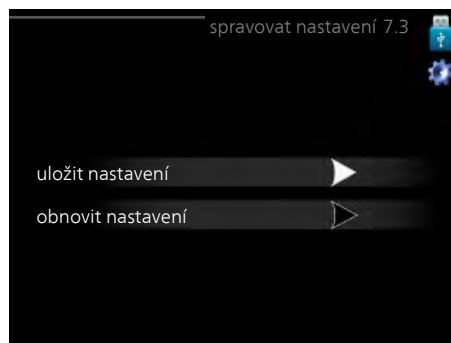 spravovat nastavení 7.3
uložit nastavení
obnovit nastavení